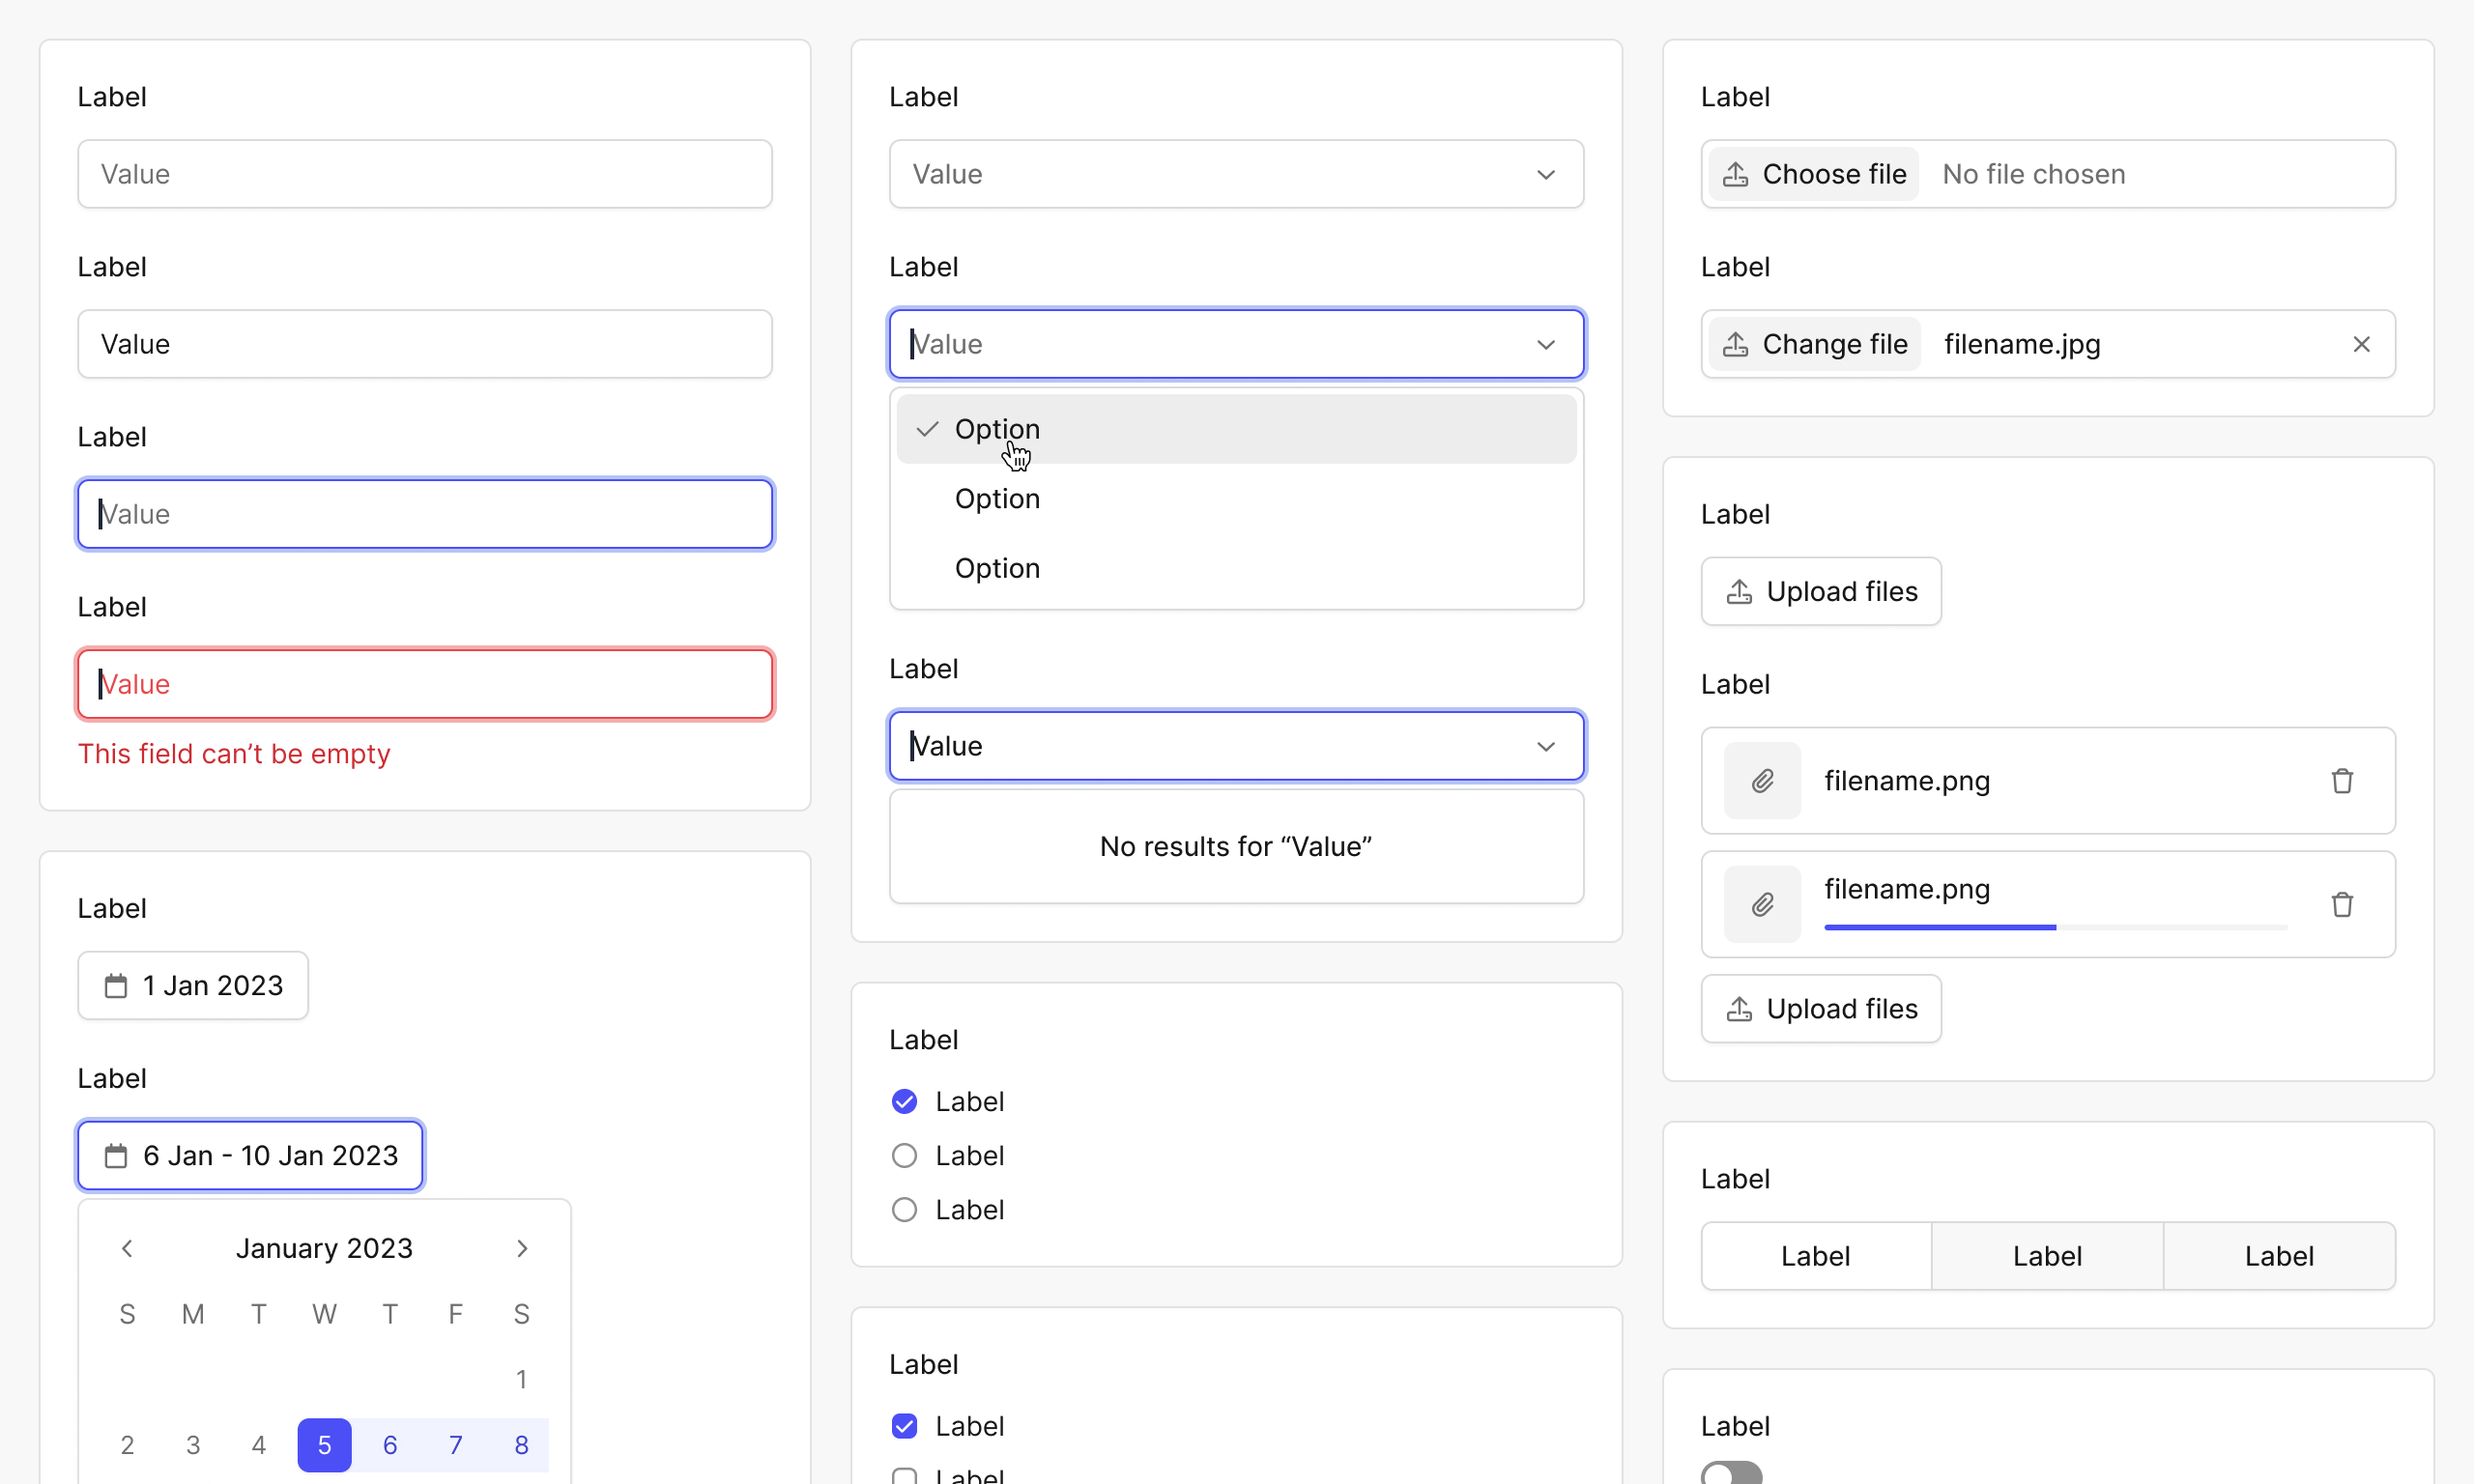 Label
Value
Label
Value
Label
Value
Label
Value
This field can’t be empty
Label
1 Jan 2023
Label
6 Jan - 10 Jan 2023
January 2023
S M T W T F S
1
2 3 4 5 6 7 8
Label
Value
Label
Value
Option
Option
Option
Label
Value
No results for “Value”
Label
Label
Label
Label
Label
Label
Label
Label
Choose file No file chosen
Label
Change file filename.jpg
Label
Upload files
Label
filename.png
filename.png
Upload files
Label
Label Label Label
Label